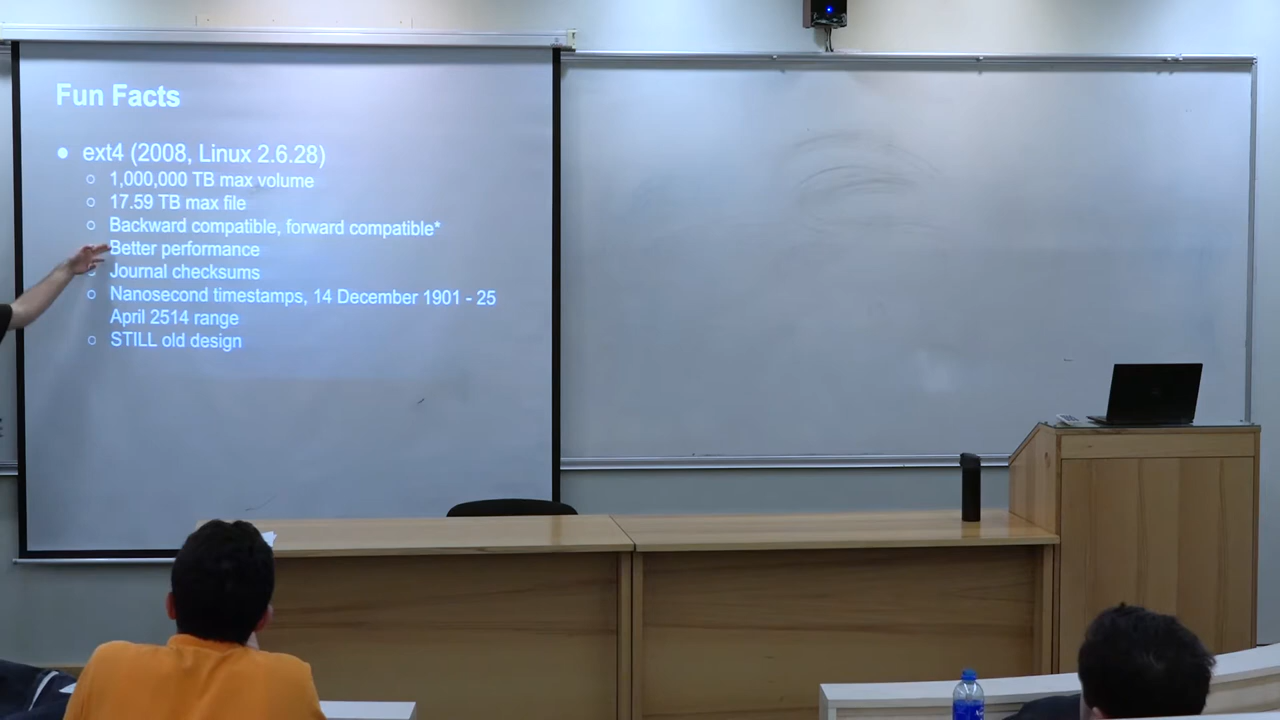 Fun Facts
● ext4 (2008, Linux 2.6.28)
○ 1,000,000 TB max volume
○ 17.59 TB max file
○ Backward compatible, forward compatible*
Better performance
○ Journal checksums
○ Nanosecond timestamps, 14 December 1901 - 25
April 2514 range
○ STILL old design